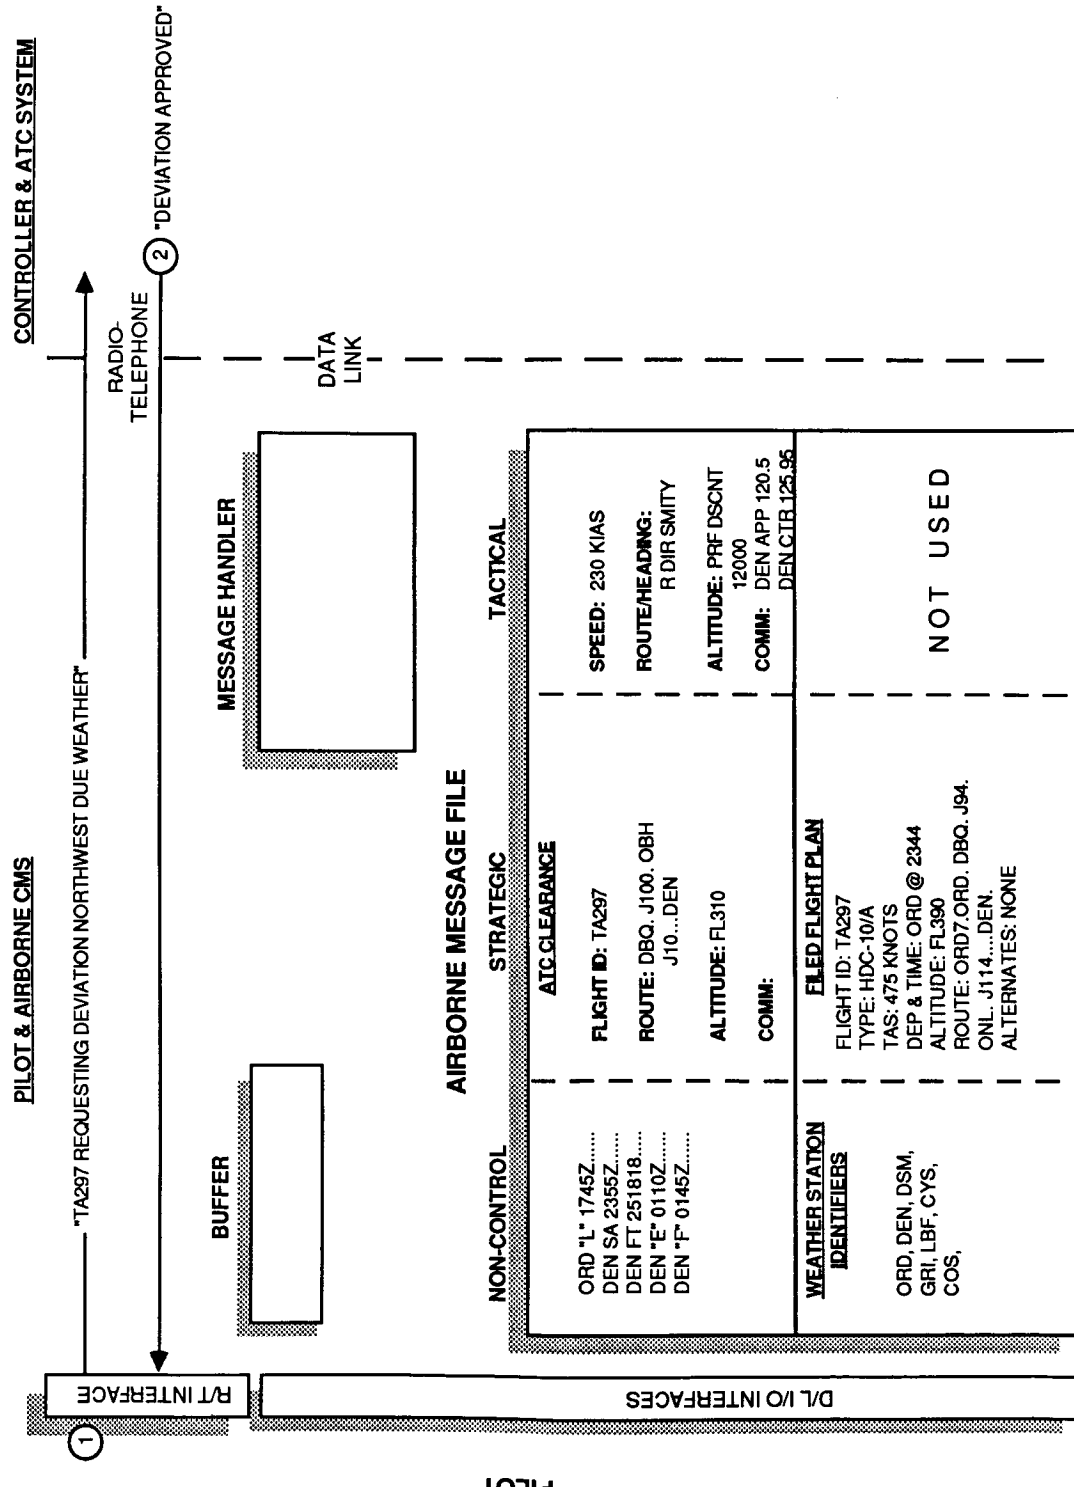 PILOT & AIRBORNE CMS
CONTROLLER & ATC SYSTEM
1
"TA297 REQUESTING DEVIATION NORTHWEST DUE WEATHER"
RADIO-
TELEPHONE
2
"DEVIATION APPROVED"
R/T INTERFACE
BUFFER
MESSAGE HANDLER
DATA
LINK
AIRBORNE MESSAGE FILE
NON-CONTROL
STRATEGIC
TACTICAL
ORD "L" 1745Z.......
DEN SA 2355Z......
DEN FT 251818......
DEN "E" 0110Z......
DEN "F" 0145Z......
ATC CLEARANCE
FLIGHT ID: TA297
ROUTE: DBQ. J100. OBH
J10...DEN
ALTITUDE: FL310
COMM:
SPEED: 230 KIAS
ROUTE/HEADING:
R DIR SMITY
ALTITUDE: PRF DSCNT
12000
COMM: DEN APP 120.5
DEN CTR 125.95
WEATHER STATION
IDENTIFIERS
ORD, DEN, DSM,
GRI, LBF, CYS,
COS,
FILED FLIGHT PLAN
FLIGHT ID: TA297
TYPE: HDC-10/A
TAS: 475 KNOTS
DEP & TIME: ORD @ 2344
ALTITUDE: FL390
ROUTE: ORD7.ORD. DBQ. J94.
ONL. J114....DEN.
ALTERNATES: NONE
NOT USED
D/L I/O INTERFACES